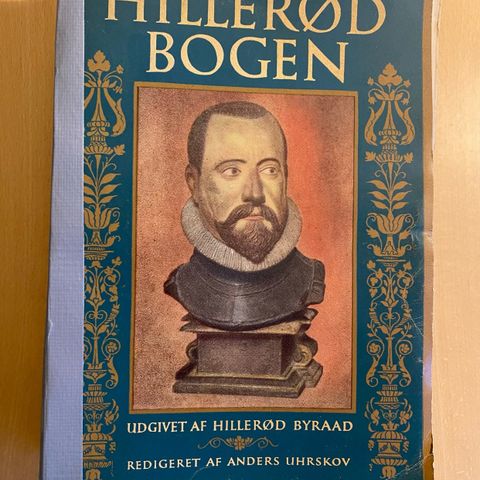 HILLERØD
BOGEN
UDGIVET AF HILLERØD BYRAAD
REDIGERET AF ANDERS UHRSKOV